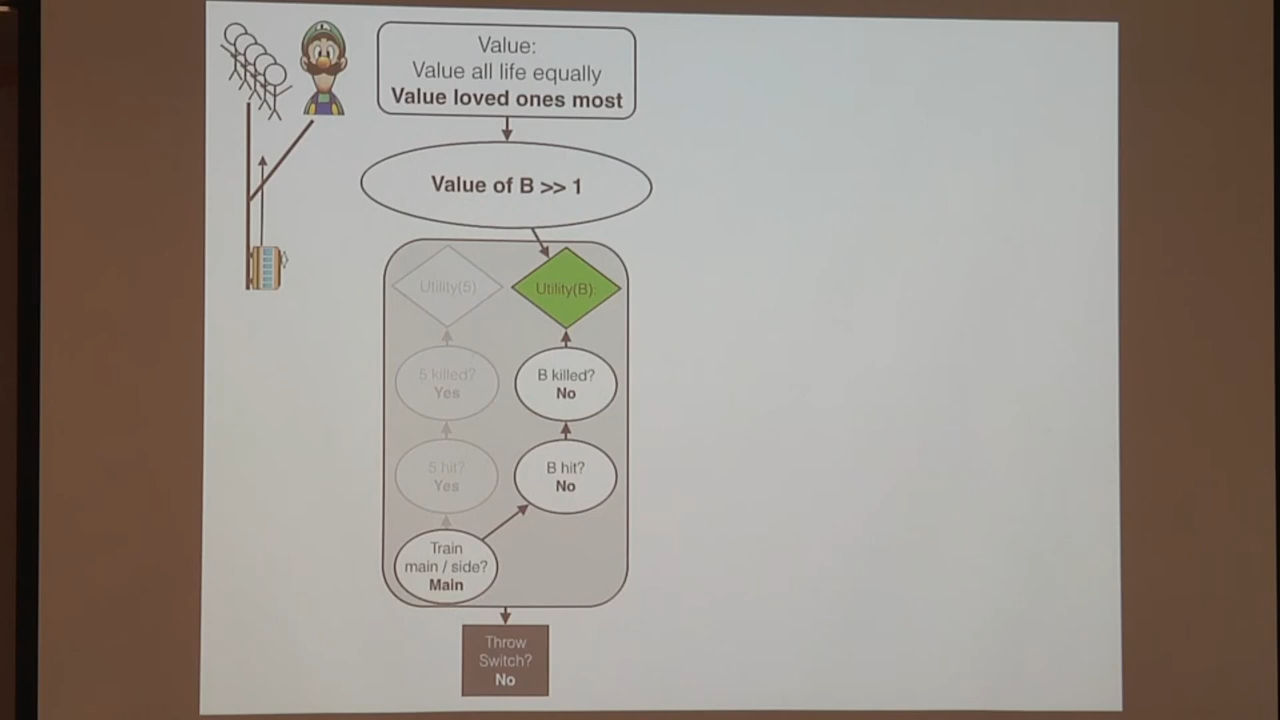 Value:
Value all life equally
Value loved ones most
Value of B >> 1
Utility(5)
Utility(B):
5 killed?
Yes
B killed?
No
5 hit?
Yes
B hit?
No
Train
main / side?
Main
Throw
Switch?
No